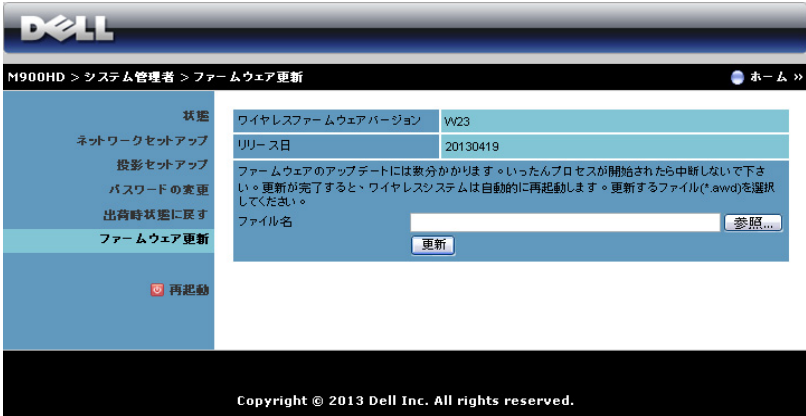 DELL
M900HD > システム管理者 > ファームウェア更新
ホーム »
状態
ネットワークセットアップ
投影セットアップ
パスワードの変更
出荷時状態に戻す
ファームウェア更新
再起動
ワイヤレスファームウェアバージョン VV23
リリース日 20130419
ファームウェアのアップデートには数分かかります。いったんプロセスが開始されたら中断しないで下さ
い。更新が完了すると、ワイヤレスシステムは自動的に再起動します。更新するファイル(*.awd)を選択
してください。
ファイル名
参照...
更新
Copyright © 2013 Dell Inc. All rights reserved.